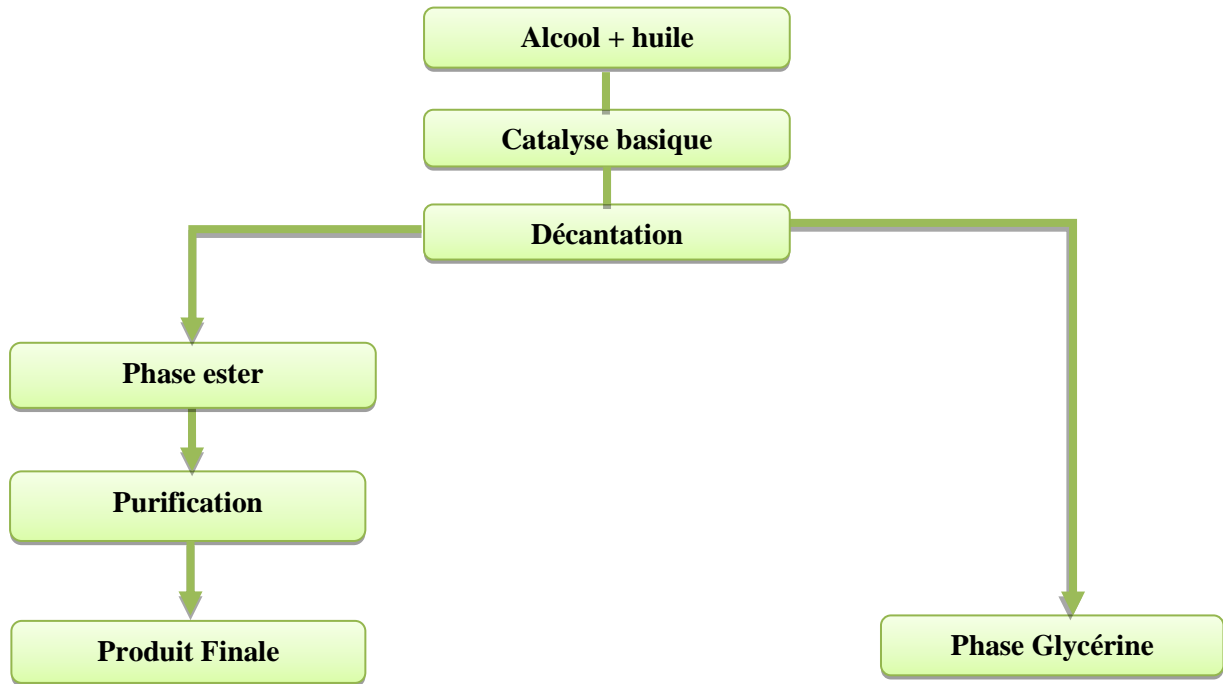 Alcool + huile
Catalyse basique
Décantation
Phase ester
Purification
Produit Finale
Phase Glycérine